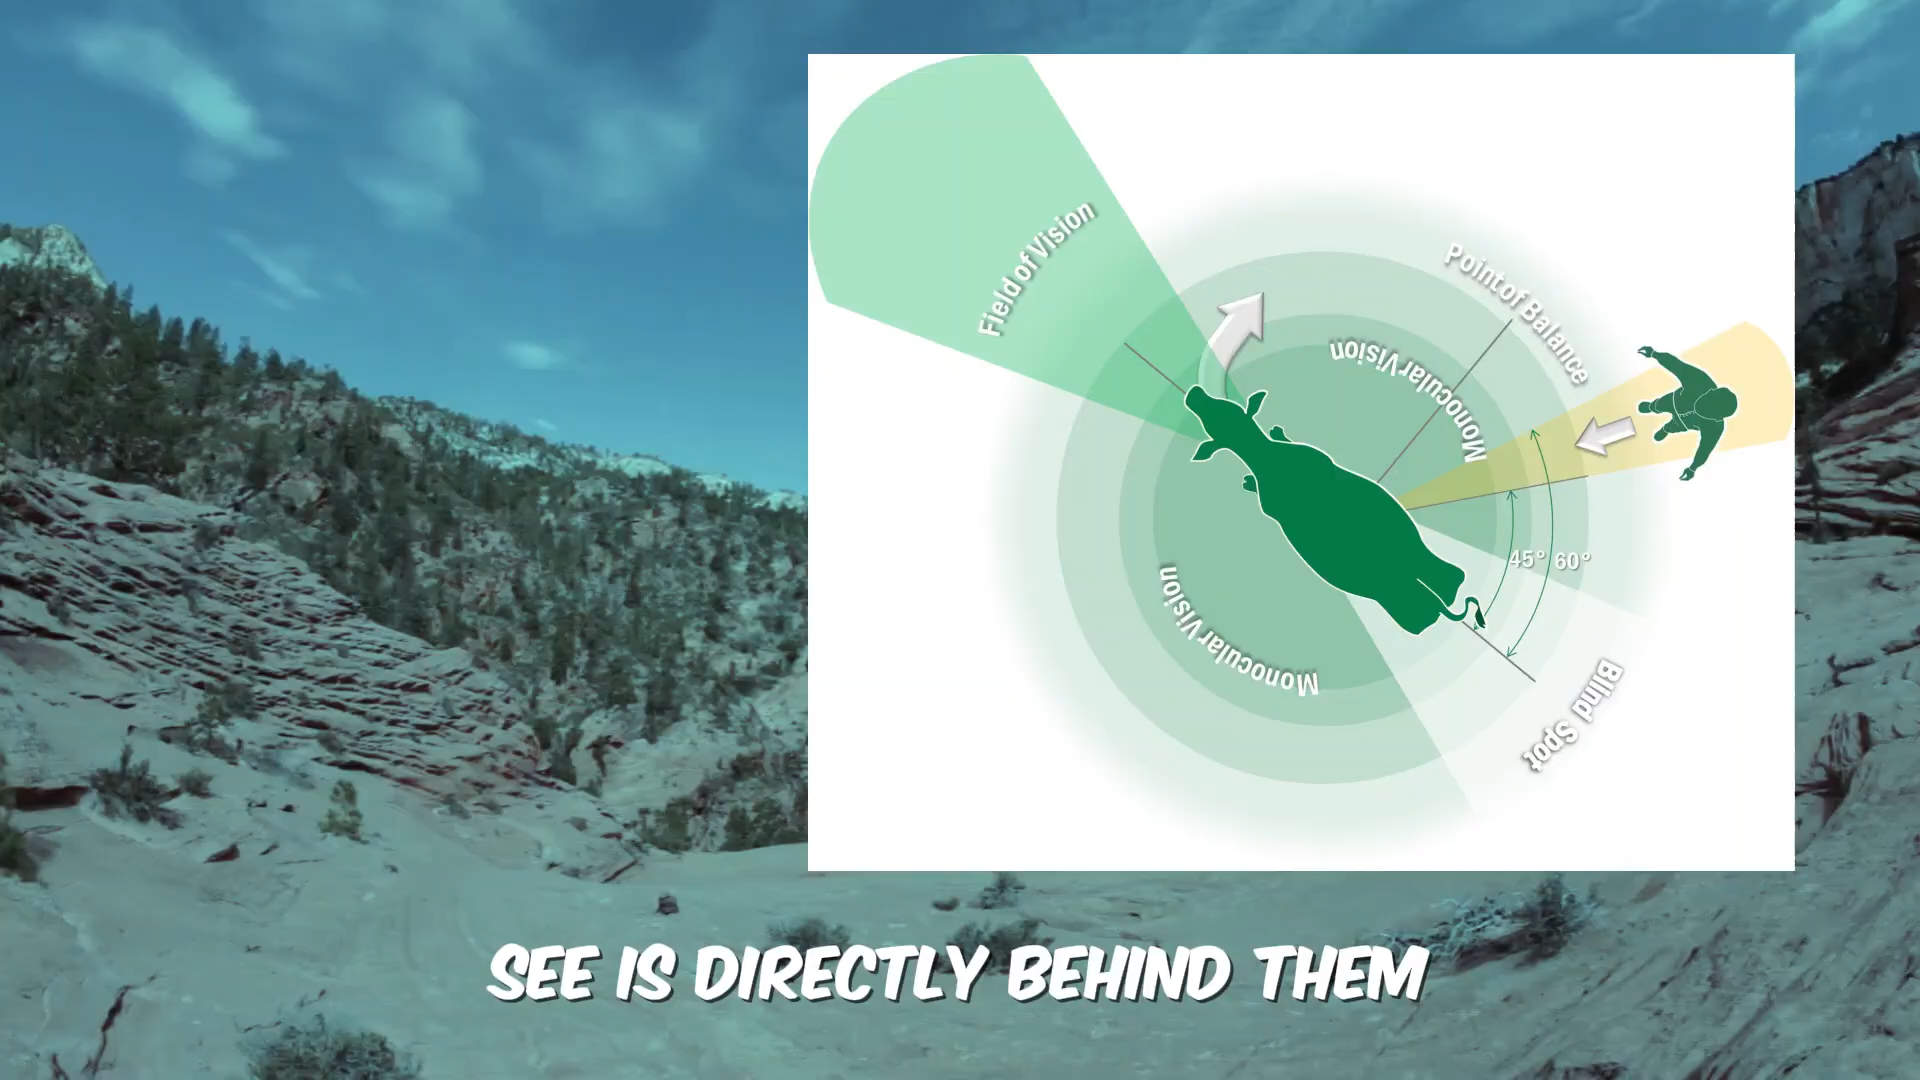 Field of Vision
Point of Balance
Monocular Vision
45° 60°
Monocular Vision
Blind Spot
SEE IS DIRECTLY BEHIND THEM